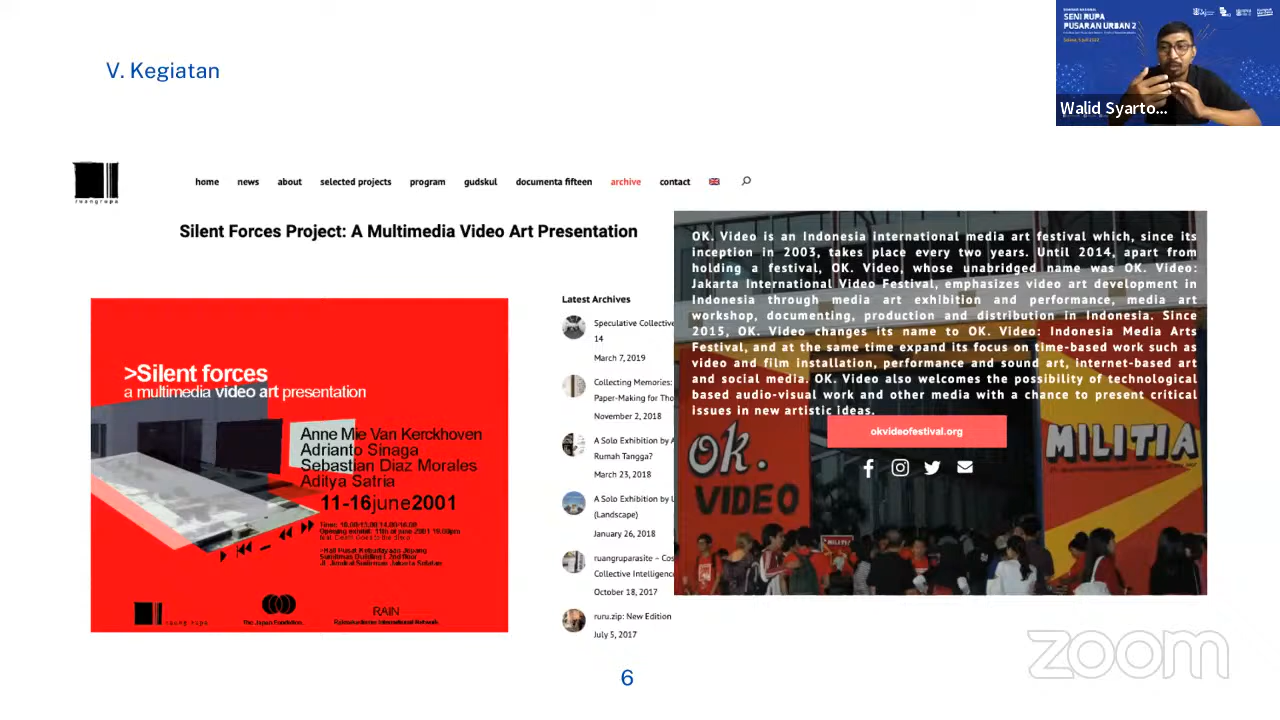 V. Kegiatan
SENI RUPA
PUSARAN URBAN 2
Walid Syarto...
ruangrupa
home news about selected projects program gudskul documenta fifteen archive contact
Silent Forces Project: A Multimedia Video Art Presentation
>Silent forces
a multimedia video art presentation
Anne Mie Van Kerckhoven
Adrianto Sinaga
Sebastian Diaz Morales
Aditya Satria
11-16june2001
ruang rupa
The Japan Foundation.
RAIN
Latest Archives
Speculative Collective
14
March 7, 2019
Collecting Memories:
Paper-Making for Tho
November 2, 2018
A Solo Exhibition by A
Rumah Tangga?
March 23, 2018
A Solo Exhibition by
(Landscape)
January 26, 2018
ruangruparasite – Cos
Collective Intelligence
October 18, 2017
ruru.zip: New Edition
July 5, 2017
OK. Video is an Indonesia international media art festival which, since its
inception in 2003, takes place every two years. Until 2014, apart from
holding a festival, OK. Video, whose unabridged name was OK. Video:
Jakarta International Video Festival, emphasizes video art development in
Indonesia through media art exhibition and performance, media art
workshop, documenting, production and distribution in Indonesia. Since
2015, OK. Video changes its name to OK. Video: Indonesia Media Arts
Festival, and at the same time expand its focus on time-based work such as
video and film installation, performance and sound art, internet-based art
and social media. OK. Video also welcomes the possibility of technological
based audio-visual work and other media with a chance to present critical
issues in new artistic ideas.
okvideofestival.org
ok.
VIDEO
MILITIA
MILITIA
zoom
6